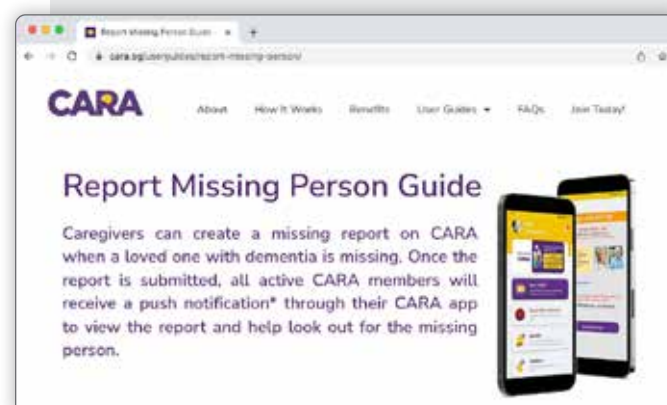 Report Missing Person Guide
cara.sg/userguides/report-missing-person/
CARA
About How It Works Benefits User Guides FAQs Join Today!
Report Missing Person Guide
Caregivers can create a missing report on CARA
when a loved one with dementia is missing. Once the
report is submitted, all active CARA members will
receive a push notification* through their CARA app
to view the report and help look out for the missing
person.